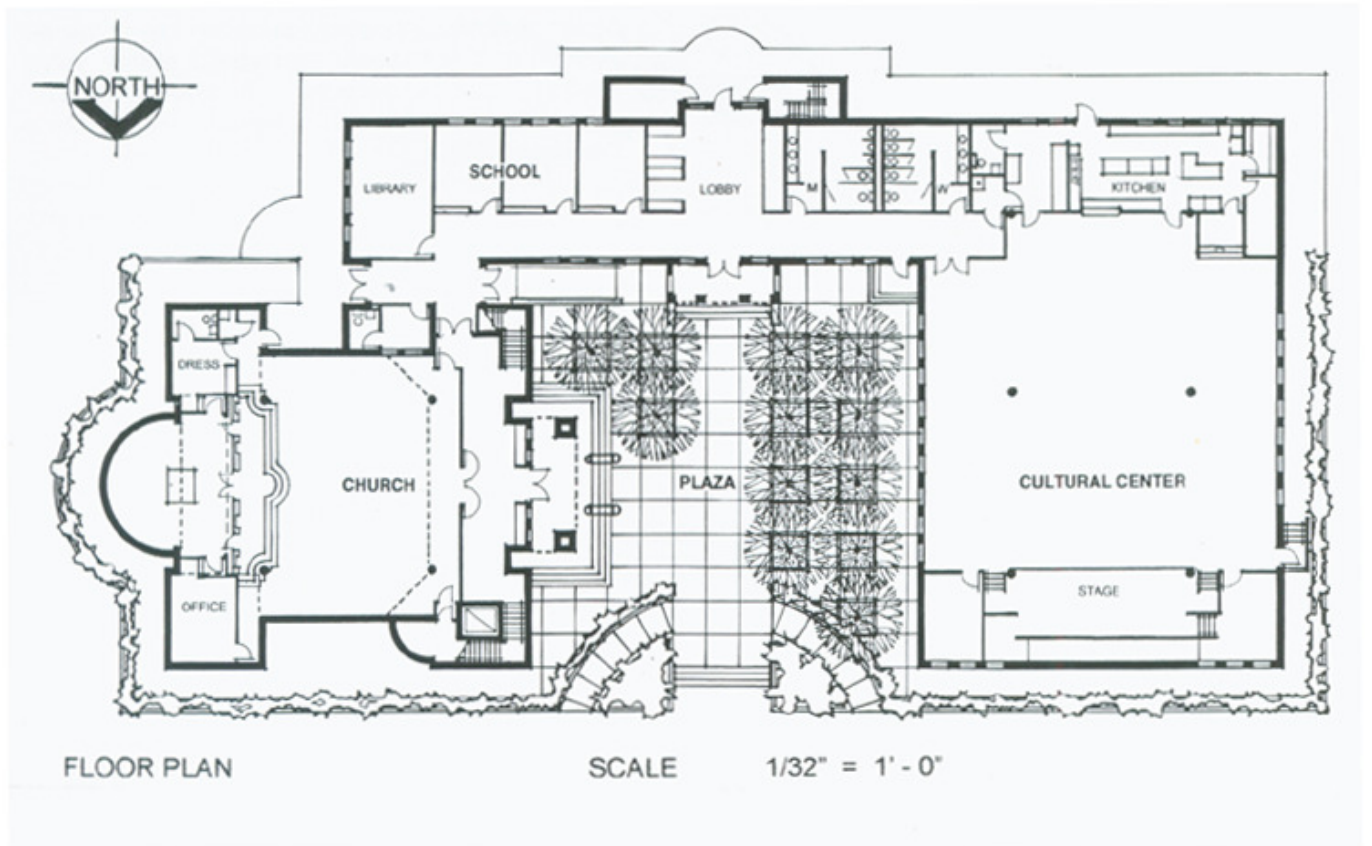 NORTH
SCHOOL
LIBRARY
LOBBY
M
W
KITCHEN
DRESS
CHURCH
PLAZA
CULTURAL CENTER
STAGE
OFFICE
FLOOR PLAN
SCALE 1/32" = 1' - 0"